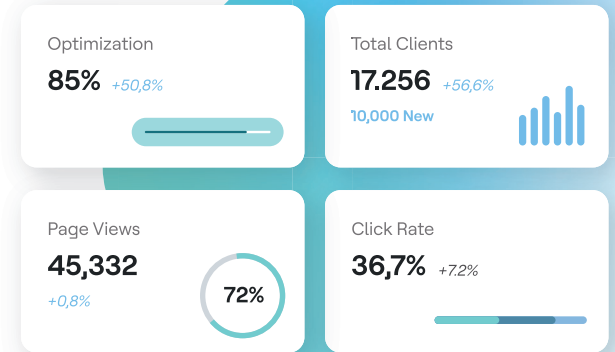 Optimization
85% +50,8%
Total Clients
17.256 +56,6%
10,000 New
Page Views
45,332
+0,8%
72%
Click Rate
36,7% +7.2%